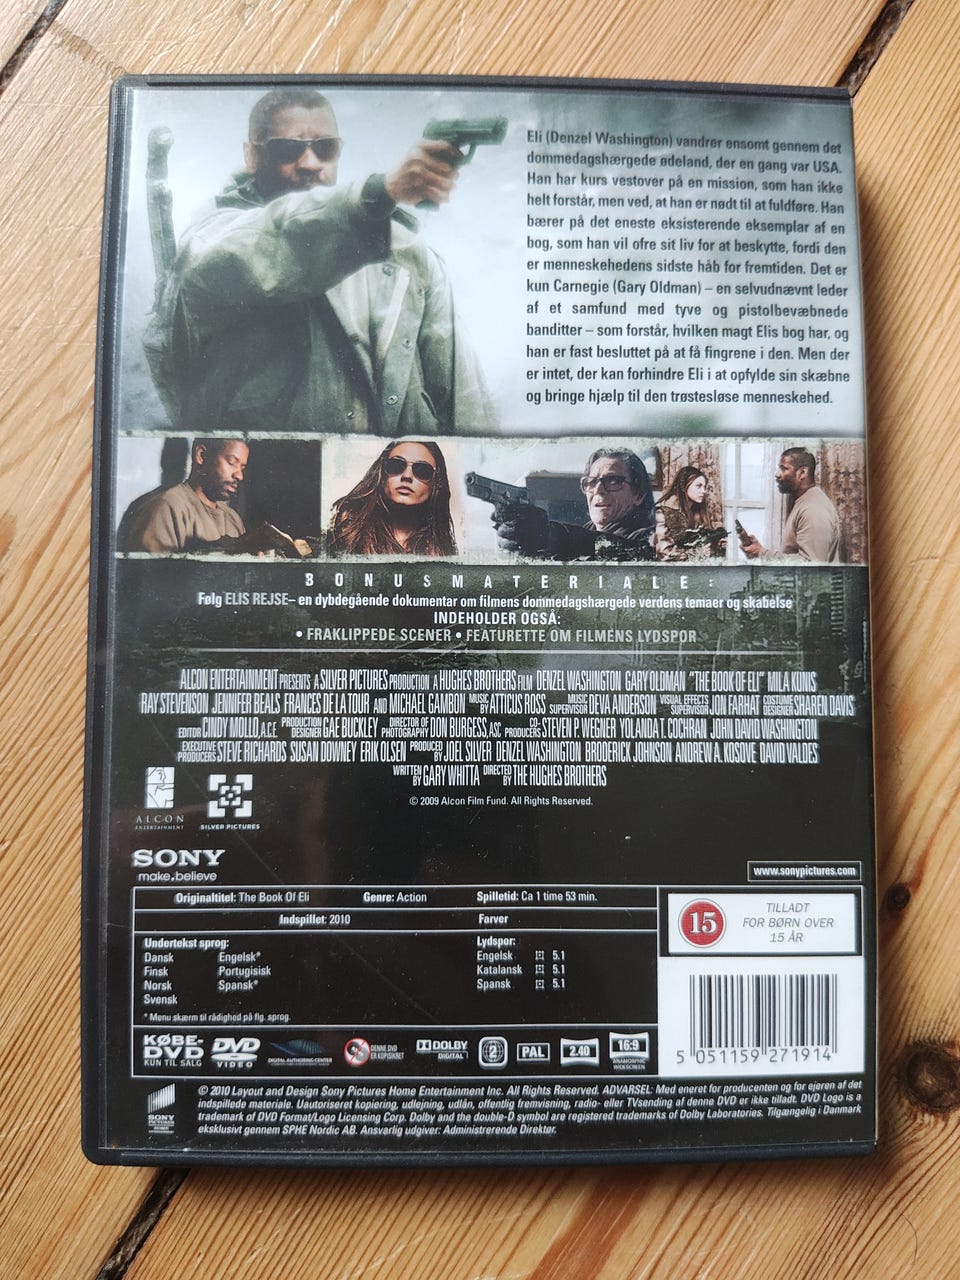 Eli (Denzel Washington) vandrer ensomt gennem det
dommedagshærgede ødeland, der en gang var USA.
Han har kurs vestover på en mission, som han ikke
helt forstår, men ved, at han er nødt til at fuldføre. Han
bærer på det eneste eksisterende eksemplar af en
bog, som han vil ofre sit liv for at beskytte, fordi den
er menneskehedens sidste håb for fremtiden. Det er
kun Carnegie (Gary Oldman) – en selvudnævnt leder
af et samfund med tyve og pistolbevæbnede
banditter – som forstår, hvilken magt Elis bog har, og
han er fast besluttet på at få fingrene i den. Men der
er intet, der kan forhindre Eli i at opfylde sin skæbne
og bringe hjælp til den trøstesløse menneskehed.
BONUSMATERIALE:
Følg ELIS REJSE– en dybdegående dokumentar om filmens dommedagshærgede verdens temaer og skabelse
INDEHOLDER OGSÅ:
• FRAKLIPPEDE SCENER • FEATURETTE OM FILMENS LYDSPOR
ALCON ENTERTAINMENT PRESENTS A SILVER PICTURES PRODUCTION A HUGHES BROTHERS FILM DENZEL WASHINGTON GARY OLDMAN "THE BOOK OF ELI" MILA KUNIS
RAY STEVENSON JENNIFER BEALS FRANCES DE LA TOUR AND MICHAEL GAMBON MUSIC BY ATTICUS ROSS MUSIC SUPERVISOR DEVA ANDERSON VISUAL EFFECTS SUPERVISOR JON FARHAT COSTUME DESIGNER SHAREN DAVIS
EDITOR CINDY MOLLO, A.C.E. PRODUCTION DESIGNER GAE BUCKLEY DIRECTOR OF PHOTOGRAPHY DON BURGESS, ASC CO-PRODUCERS STEVEN P. WEGNER YOLANDA T. COCHRAN JOHN DAVID WASHINGTON
EXECUTIVE PRODUCERS STEVE RICHARDS SUSAN DOWNEY ERIK OLSEN PRODUCED BY JOEL SILVER DENZEL WASHINGTON BRODERICK JOHNSON ANDREW A. KOSOVE DAVID VALDES
WRITTEN BY GARY WHITTA DIRECTED BY THE HUGHES BROTHERS
© 2009 Alcon Film Fund. All Rights Reserved.
ALCON
ENTERTAINMENT
SILVER PICTURES
SONY
make.believe
www.sonypictures.com
Originaltitel: The Book Of Eli Genre: Action Spilletid: Ca 1 time 53 min.
Indspillet: 2010 Farver
Undertekst sprog:
Dansk Engelsk*
Finsk Portugisisk
Norsk Spansk*
Svensk
* Menu skærm til rådighed på flg. sprog.
Lydspor:
Engelsk 5.1
Katalansk 5.1
Spansk 5.1
15
TILLADT
FOR BØRN OVER
15 ÅR
5 051159 271914
KØBE-
DVD
KUN TIL SALG
DVD
VIDEO
DIGITAL AUTHORING CENTER
DENNE DVD
ER KOPISIKRET
DOLBY
DIGITAL
2
PAL
2.40
16:9
ANAMORPHIC
WIDESCREEN
SONY
PICTURES
© 2010 Layout and Design Sony Pictures Home Entertainment Inc. All Rights Reserved. ADVARSEL: Med eneret for producenten og for ejeren af det
indspillede materiale. Uautoriseret kopiering, udlejning, udlån, offentlig fremvisning, radio- eller TVsending af denne DVD er ikke tilladt. DVD Logo is a
trademark of DVD Format/Logo Licensing Corp. Dolby and the double-D symbol are registered trademarks of Dolby Laboratories. Tilgængelig i Danmark
eksklusivt gennem SPHE Nordic AB. Ansvarlig udgiver: Administrerende Direktør.